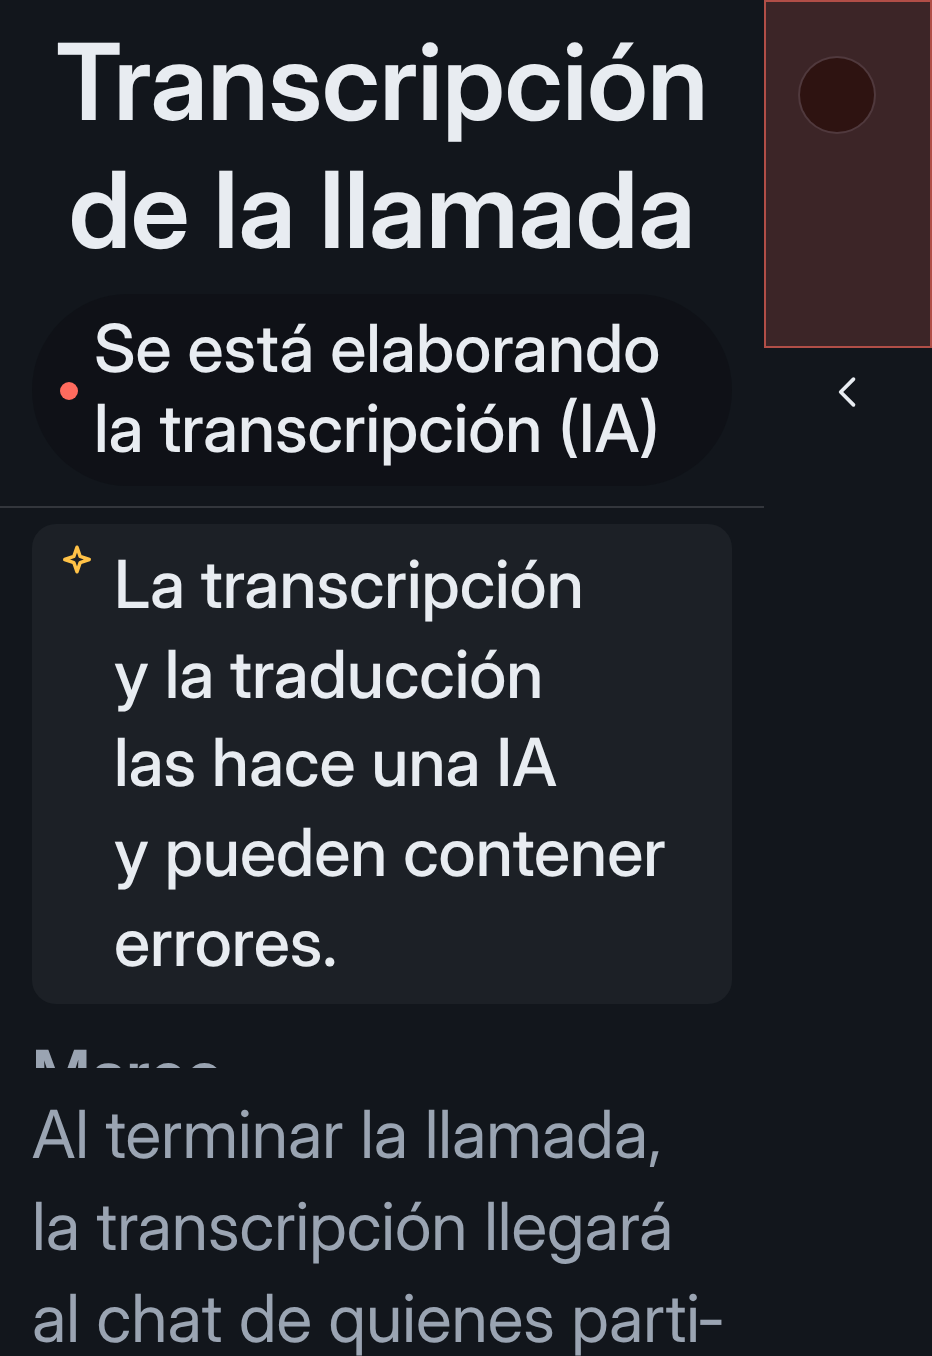 Transcripción
de la llamada
Se está elaborando
la transcripción (IA)
La transcripción
y la traducción
las hace una IA
y pueden contener
errores.
Al terminar la llamada,
la transcripción llegará
al chat de quienes parti-